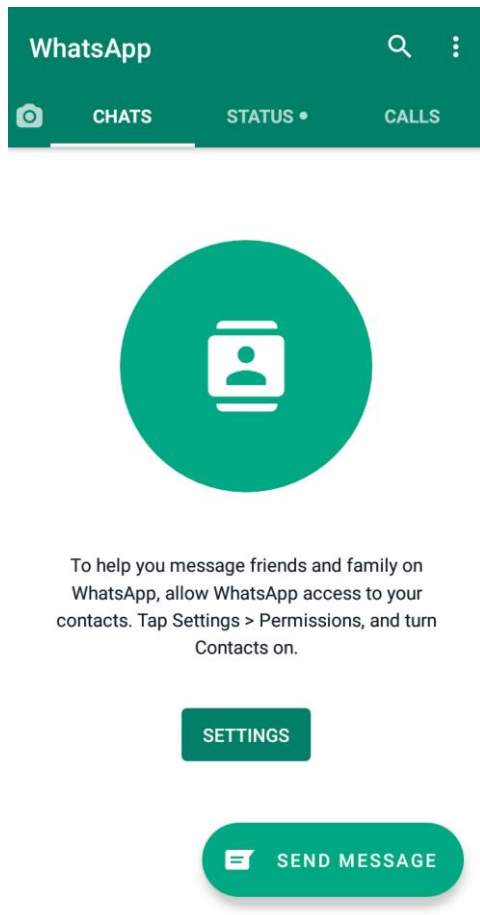 WhatsApp
CHATS
STATUS •
CALLS
To help you message friends and family on
WhatsApp, allow WhatsApp access to your
contacts. Tap Settings > Permissions, and turn
Contacts on.
SETTINGS
SEND MESSAGE